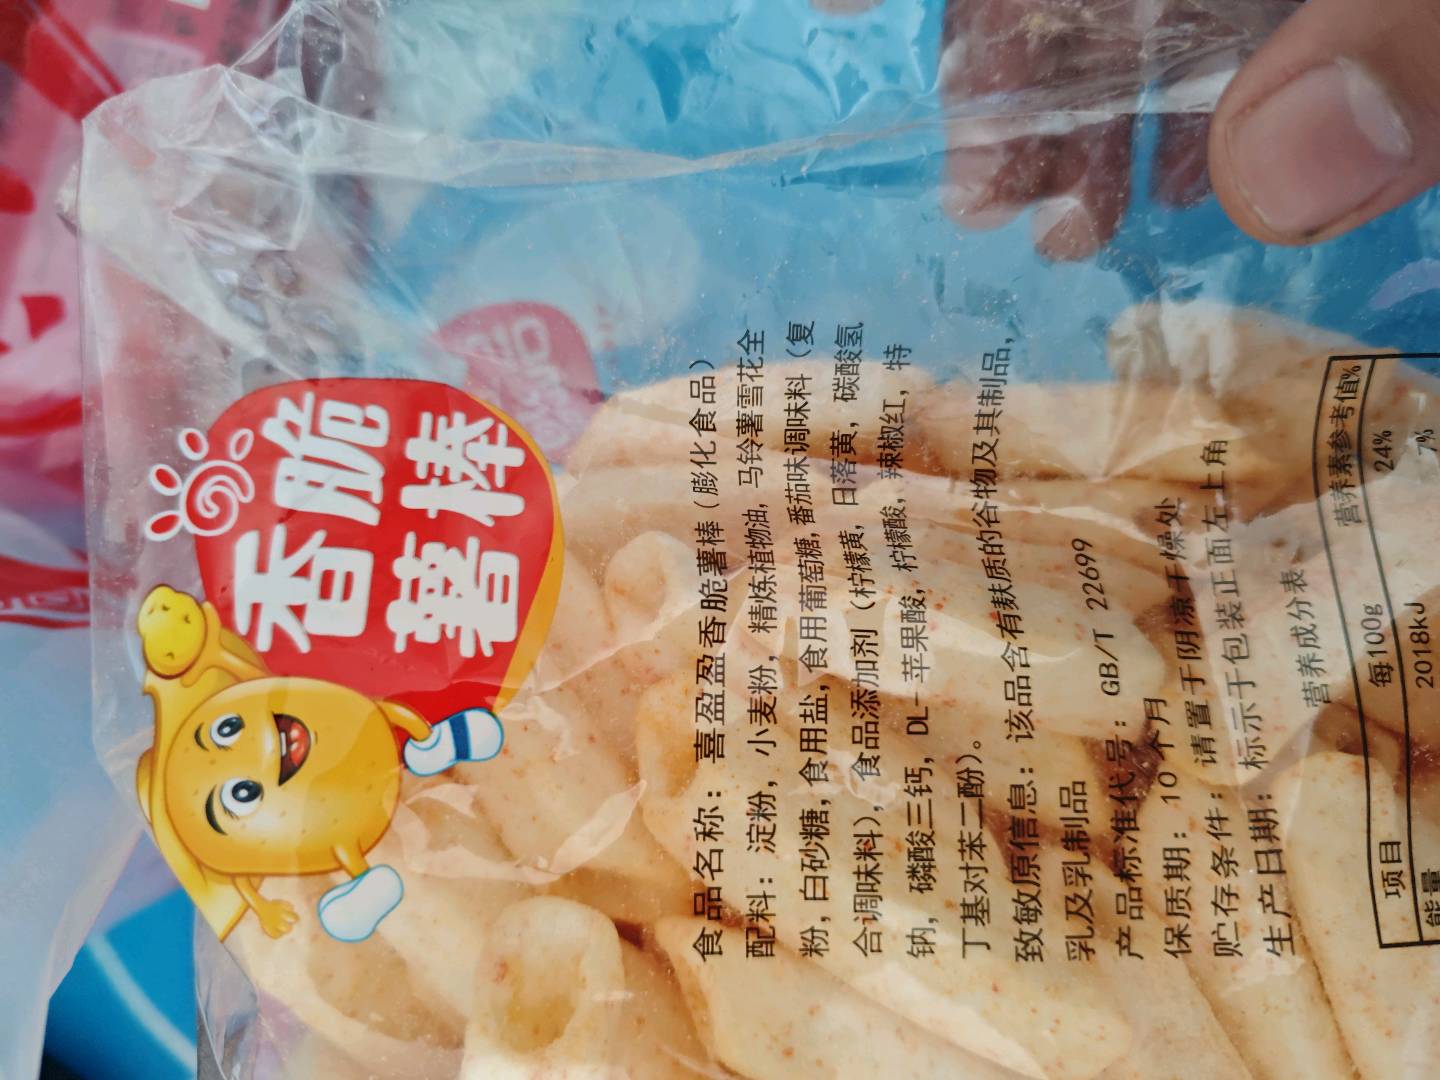 香脆
薯棒
食品名称：喜盈盈香脆薯棒（膨化食品）
配料：淀粉，小麦粉，精炼植物油，马铃薯雪花全
粉，白砂糖，食用盐，食用葡萄糖，番茄味调味料（复
合调味料），食品添加剂（柠檬黄，日落黄，碳酸氢
钠，磷酸三钙，DL-苹果酸，柠檬酸，辣椒红，特
丁基对苯二酚）。
致敏原信息：该品含有麸质的谷物及其制品，
乳及乳制品
产品标准代号：GB/T 22699
保质期：10个月
贮存条件：请置于阴凉干燥处
生产日期：标示于包装正面左上角
营养成分表
项目 每100g 营养素参考值%
能量 2018kJ 24%
7%